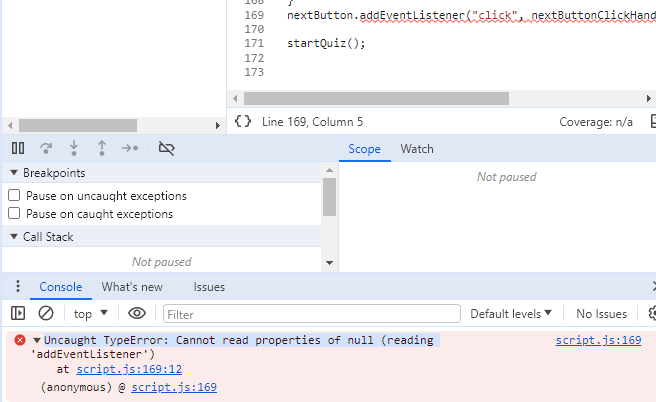 168 }
169 nextButton.addEventListener("click", nextButtonClickHand
170
171 startQuiz();
172
173
{} Line 169, Column 5 Coverage: n/a
Scope Watch
Breakpoints
Not paused
Pause on uncaught exceptions
Pause on caught exceptions
Call Stack
Not paused
Console What's new Issues
top Filter Default levels No Issues
Uncaught TypeError: Cannot read properties of null (reading script.js:169
'addEventListener')
at script.js:169:12
(anonymous) @ script.js:169